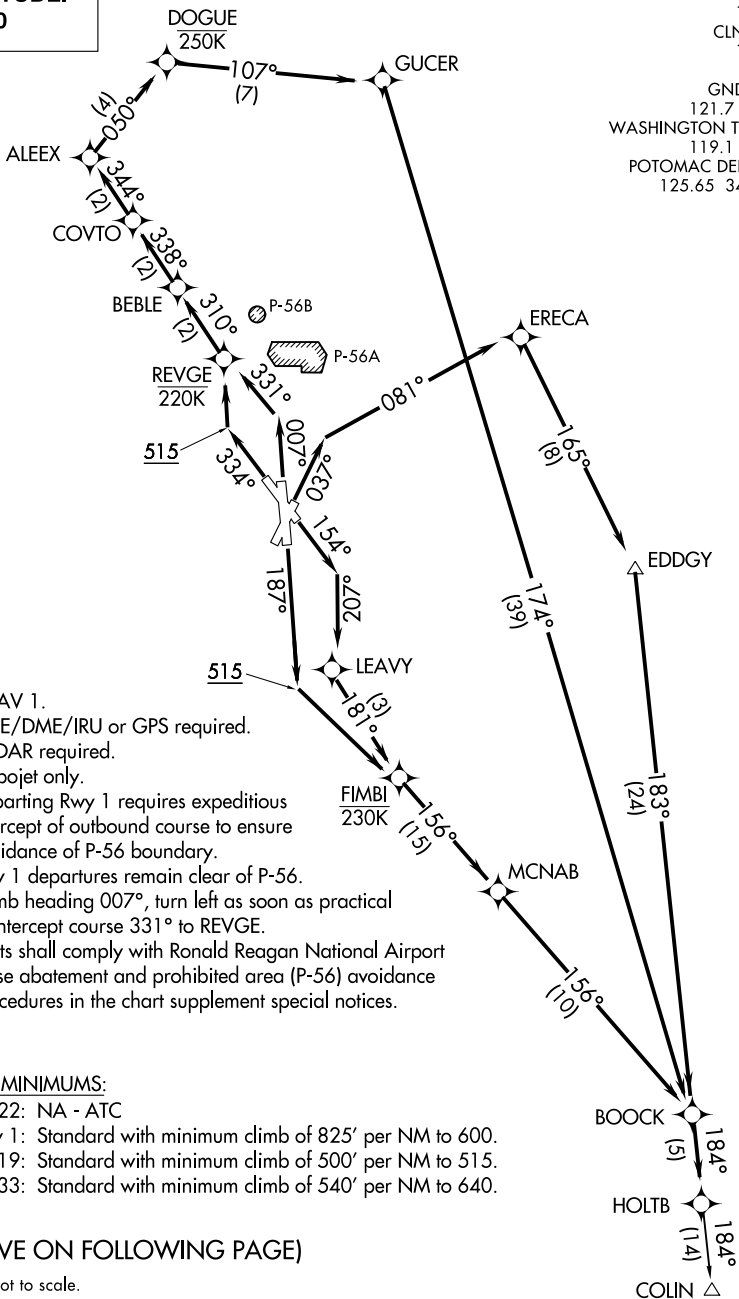 DOGUE
250K
107°
(7)
GUCER
CLN
GND
121.7
WASHINGTON T
119.1
POTOMAC DE
125.65 34
(4)
050°
ALEEX
344°
(2)
COVTO
338°
(2)
BEBLE
310°
(2)
P-56B
P-56A
REVGE
220K
331°
007°
515
334°
037°
081°
ERECA
165°
(8)
EDDGY
154°
207°
187°
174°
(39)
LEAVY
515
(3)
181°
FIMBI
230K
156°
(15)
183°
(24)
MCNAB
156°
(10)
AV 1.
E/DME/IRU or GPS required.
DAR required.
bojet only.
parting Rwy 1 requires expeditious
rcept of outbound course to ensure
idance of P-56 boundary.
y 1 departures remain clear of P-56.
mb heading 007°, turn left as soon as practical
ntercept course 331° to REVGE.
ts shall comply with Ronald Reagan National Airport
se abatement and prohibited area (P-56) avoidance
cedures in the chart supplement special notices.
MINIMUMS:
22: NA - ATC
y 1: Standard with minimum climb of 825' per NM to 600.
19: Standard with minimum climb of 500' per NM to 515.
33: Standard with minimum climb of 540' per NM to 640.
BOOCK
(5)
184°
HOLTB
(14)
184°
COLIN
VE ON FOLLOWING PAGE)
ot to scale.